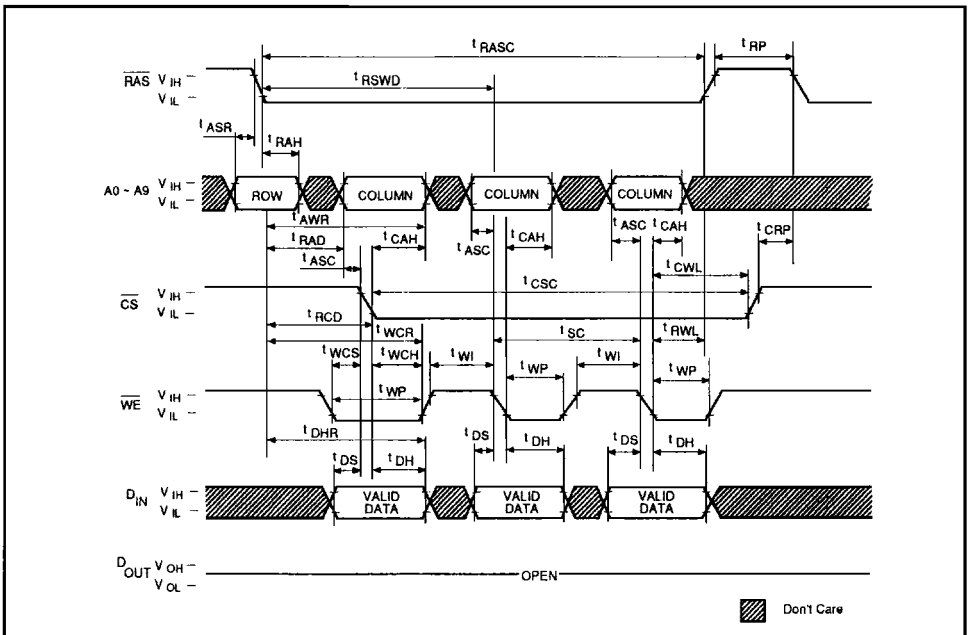 t RASC
t RP
t RSWD
RAS V IH
V IL
t ASR
t RAH
A0 ~ A9 V IH
V IL
ROW COLUMN COLUMN COLUMN
t AWR
t RAD t CAH t ASC t CAH t ASC t CAH t CRP
t ASC t CWL
t CSC
CS V IH
V IL
t RCD
t WCR t SC t RWL
t WCS t WCH t WI t WI
t WP t WP t WP
WE V IH
V IL
t DHR
t DS t DH t DS t DH t DS t DH
D IN V IH
V IL
VALID DATA VALID DATA VALID DATA
D OUT V OH
V OL
OPEN
Don't Care